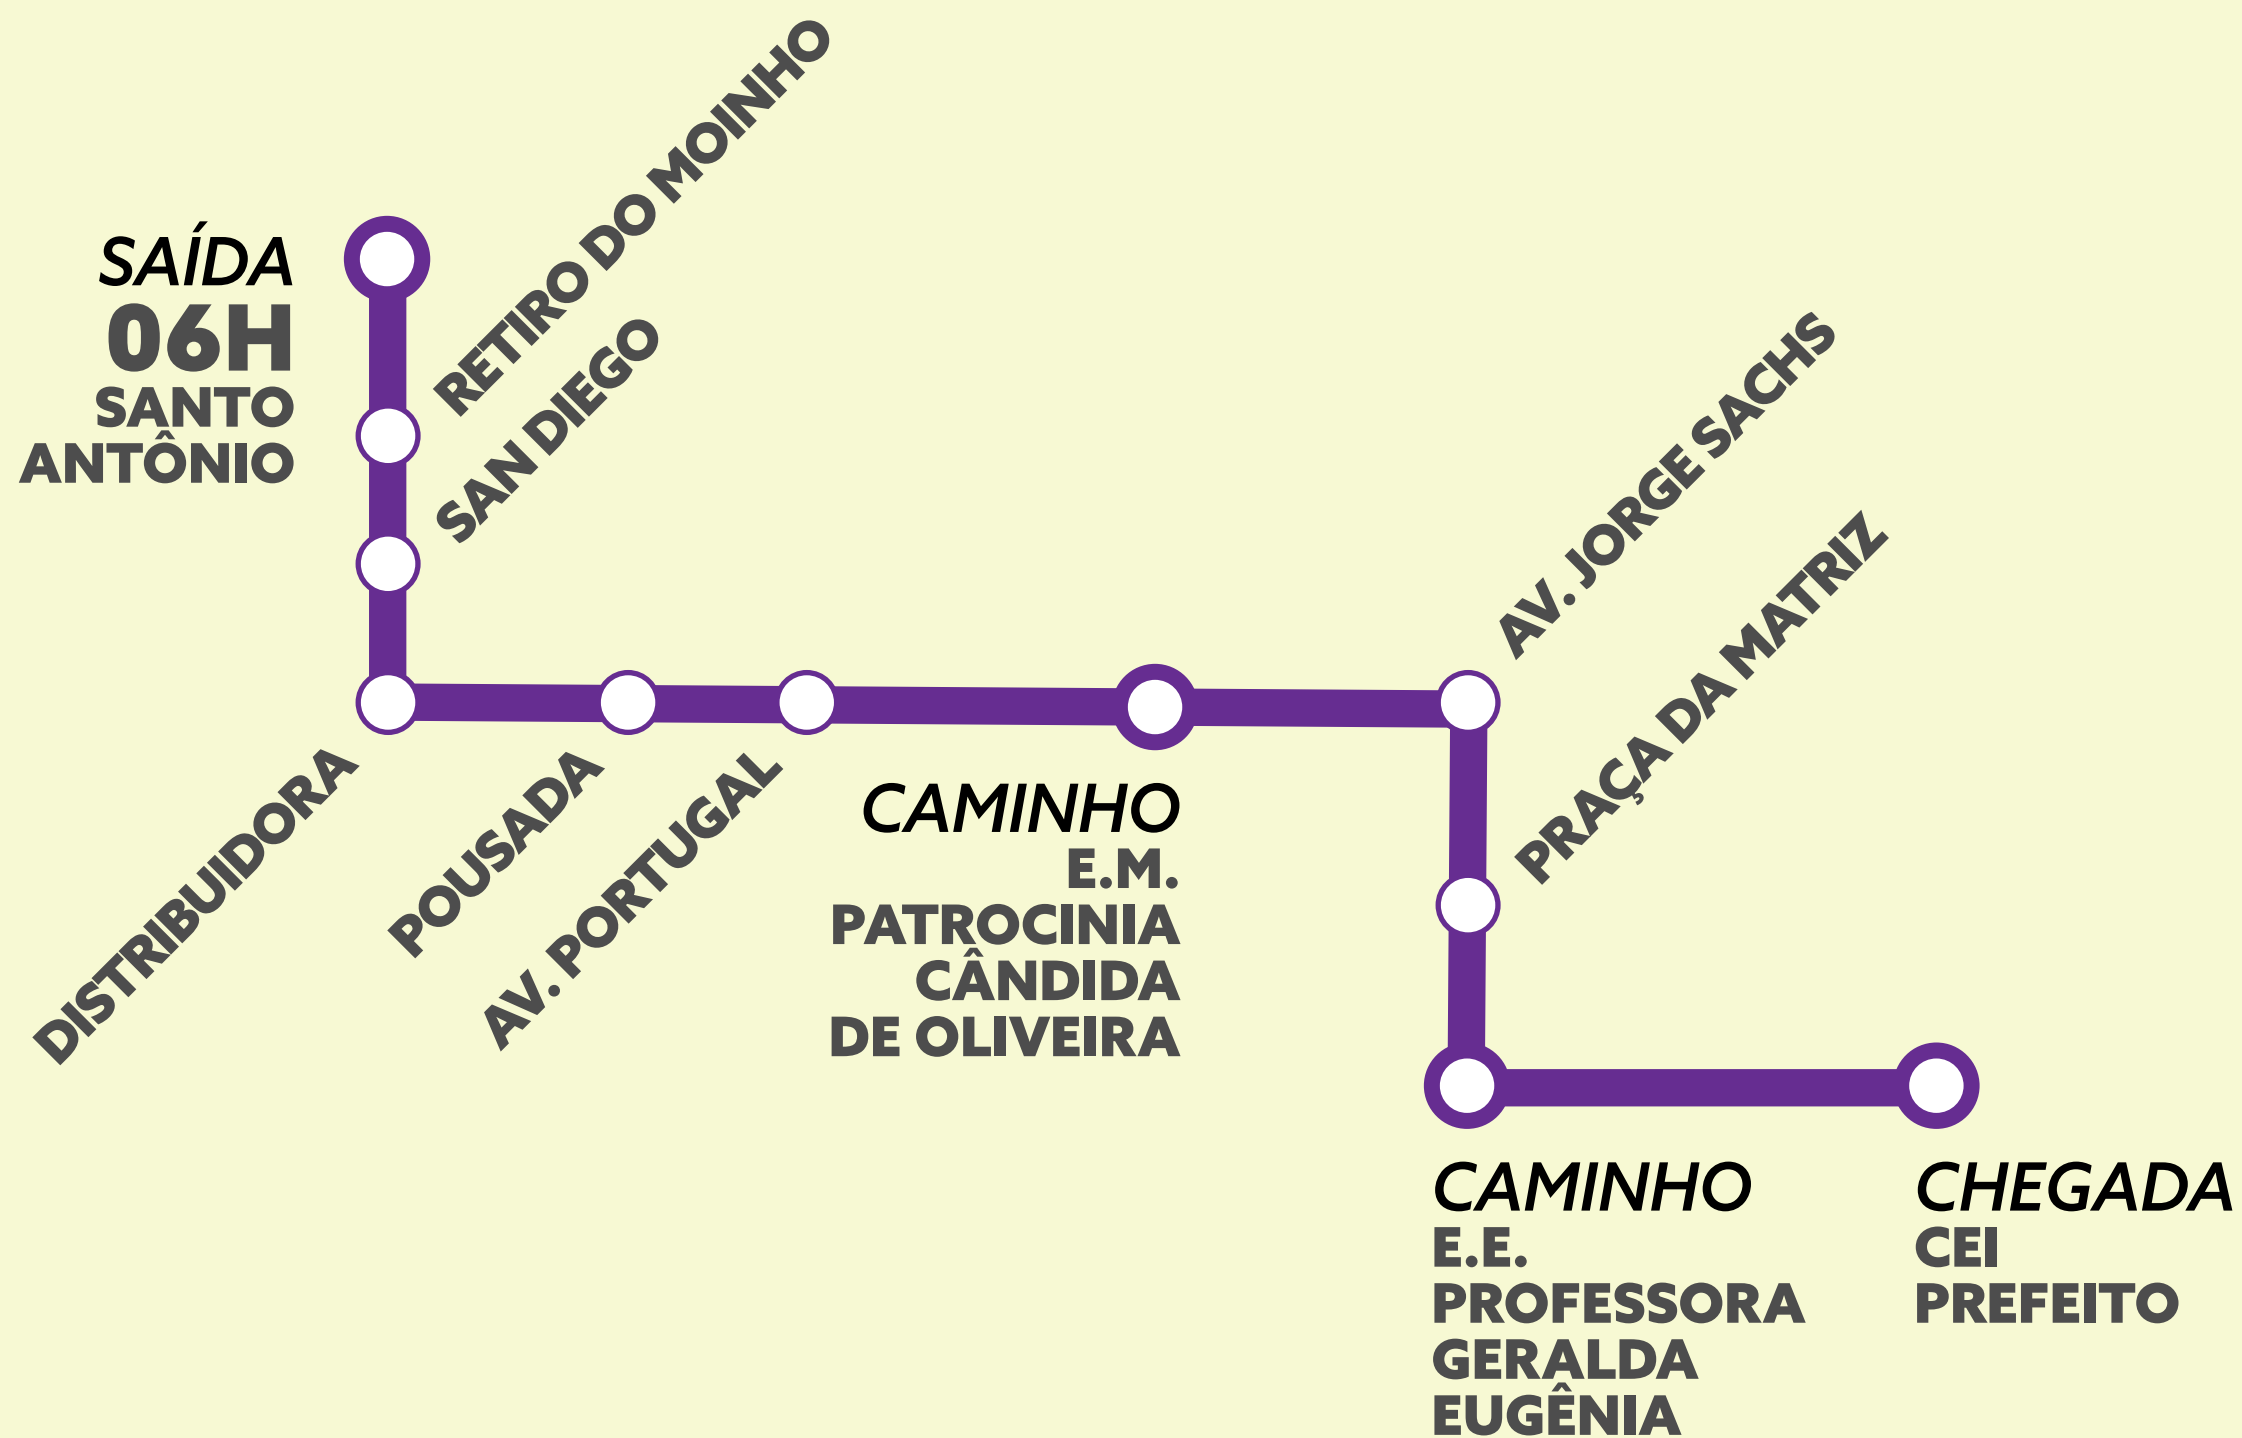 SAÍDA
06H
SANTO
ANTÔNIO
RETIRO DO MOINHO
SAN DIEGO
DISTRIBUIDORA
POUSADA
AV. PORTUGAL
CAMINHO
E.M.
PATROCINIA
CÂNDIDA
DE OLIVEIRA
AV. JORGE SACHS
PRAÇA DA MATRIZ
CAMINHO
E.E.
PROFESSORA
GERALDA
EUGÊNIA
CHEGADA
CEI
PREFEITO